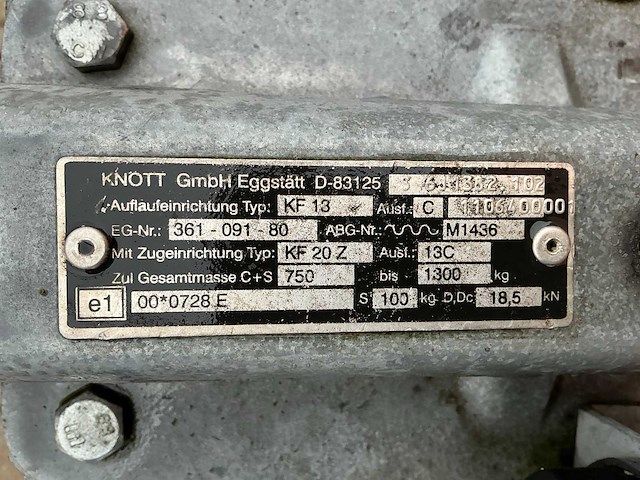 KNOTT GmbH Eggstätt D-83125 102
Auflaufeinrichtung Typ: KF 13 Ausf.: C
EG-Nr.: 361 - 091 - 80 ABG-Nr.: M1436
Mit Zugeinrichtung Typ: KF 20 Z Ausf.: 13C
Zul Gesamtmasse C+S 750 bis 1300 kg
e1 00*0728 E S 100 kg D,Dc 18,5 kN